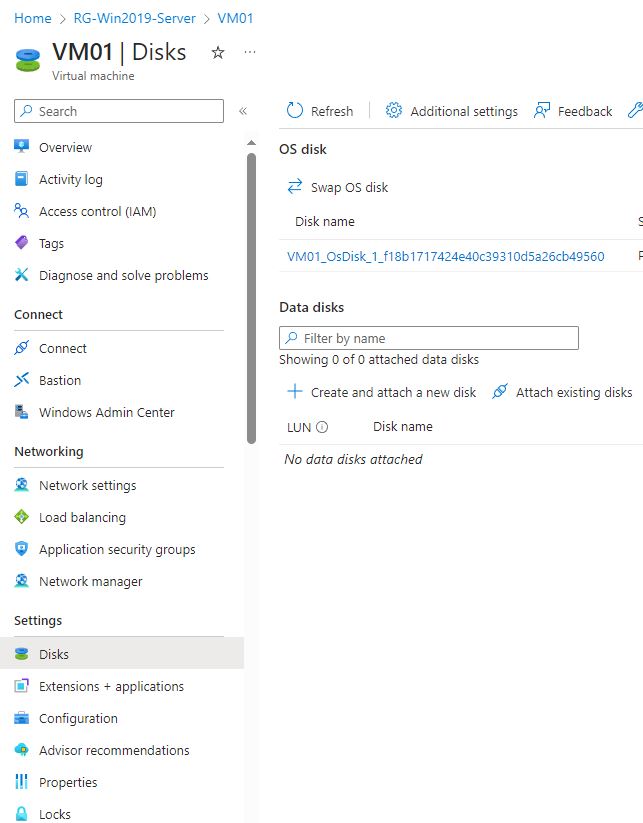 Home > RG-Win2019-Server > VM01
VM01 | Disks
Virtual machine
Search
Overview
Activity log
Access control (IAM)
Tags
Diagnose and solve problems
Connect
Connect
Bastion
Windows Admin Center
Networking
Network settings
Load balancing
Application security groups
Network manager
Settings
Disks
Extensions + applications
Configuration
Advisor recommendations
Properties
Locks
Refresh Additional settings Feedback
OS disk
Swap OS disk
Disk name
VM01_OsDisk_1_f18b1717424e40c39310d5a26cb49560
Data disks
Filter by name
Showing 0 of 0 attached data disks
Create and attach a new disk Attach existing disks
LUN Disk name
No data disks attached